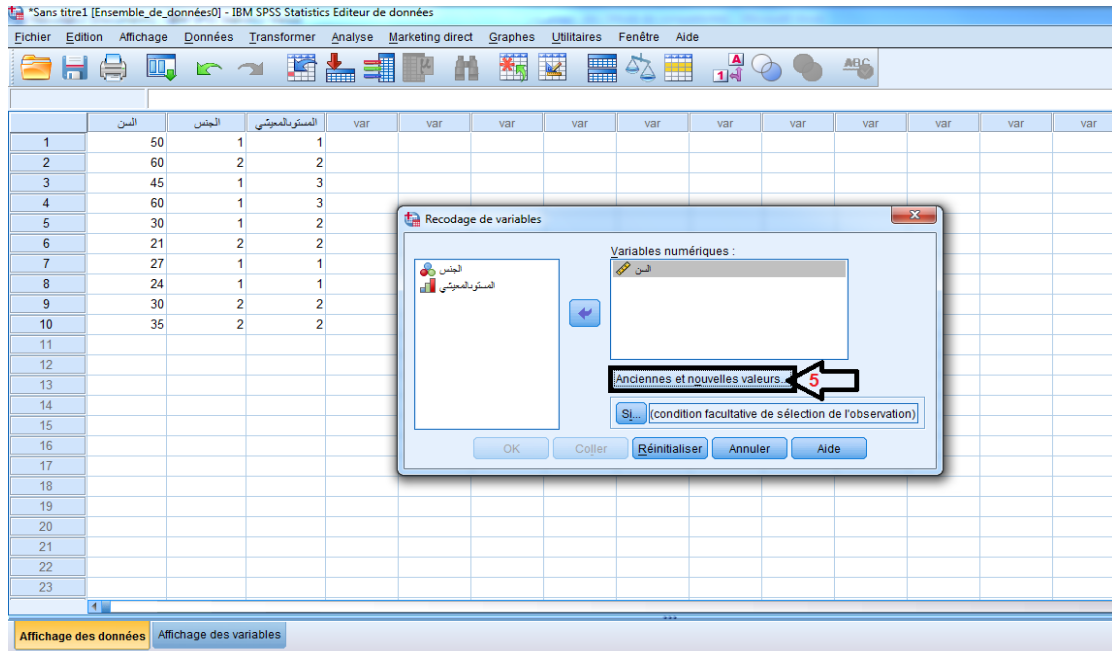 *Sans titre1 [Ensemble_de_données0] - IBM SPSS Statistics Editeur de données
Fichier Edition Affichage Données Transformer Analyse Marketing direct Graphes Utilitaires Fenêtre Aide
A
1
ABC
السن الجنس المستوىالمعيشي var var var var var var var var var var var
1 50 1 1
2 60 2 2
3 45 1 3
4 60 1 3
5 30 1 2
6 21 2 2
7 27 1 1
8 24 1 1
9 30 2 2
10 35 2 2
11
12
13
14
15
16
17
18
19
20
21
22
23
Recodage de variables
Variables numériques :
الجنس
المستوىالمعيشي
السن
Anciennes et nouvelles valeurs...
5
Si... (condition facultative de sélection de l'observation)
OK Coller Réinitialiser Annuler Aide
Affichage des données Affichage des variables